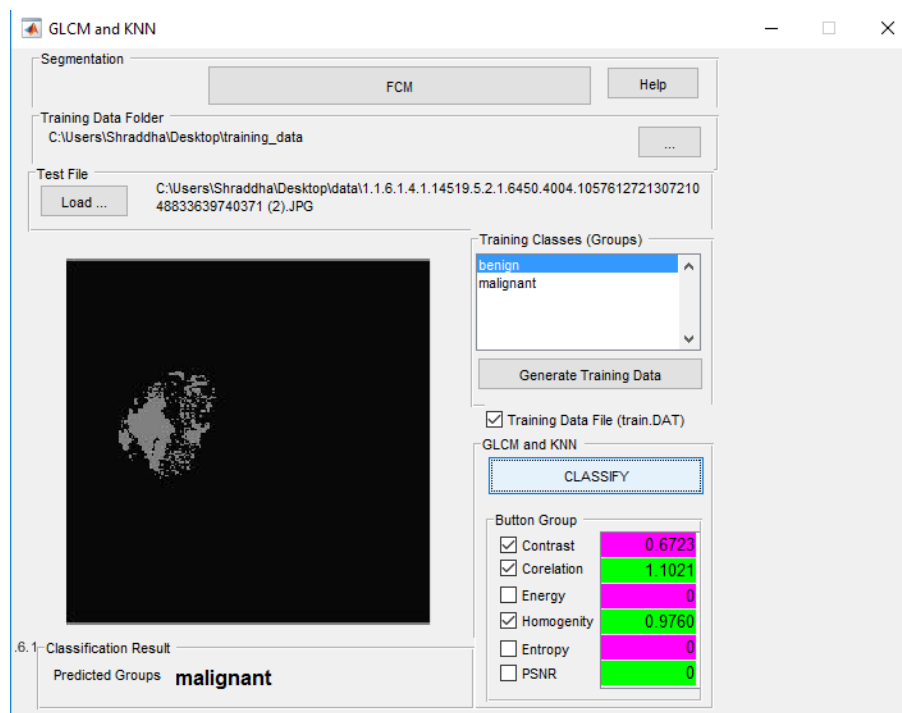 GLCM and KNN
Segmentation
FCM
Help
Training Data Folder
C:\Users\Shraddha\Desktop\training_data
...
Test File
Load ...
C:\Users\Shraddha\Desktop\data\1.1.6.1.4.1.14519.5.2.1.6450.4004.1057612721307210
48833639740371 (2).JPG
Training Classes (Groups)
benign
malignant
Generate Training Data
Training Data File (train.DAT)
GLCM and KNN
CLASSIFY
Button Group
Contrast 0.6723
Corelation 1.1021
Energy 0
Homogenity 0.9760
Entropy 0
PSNR 0
.6.1
Classification Result
Predicted Groups malignant